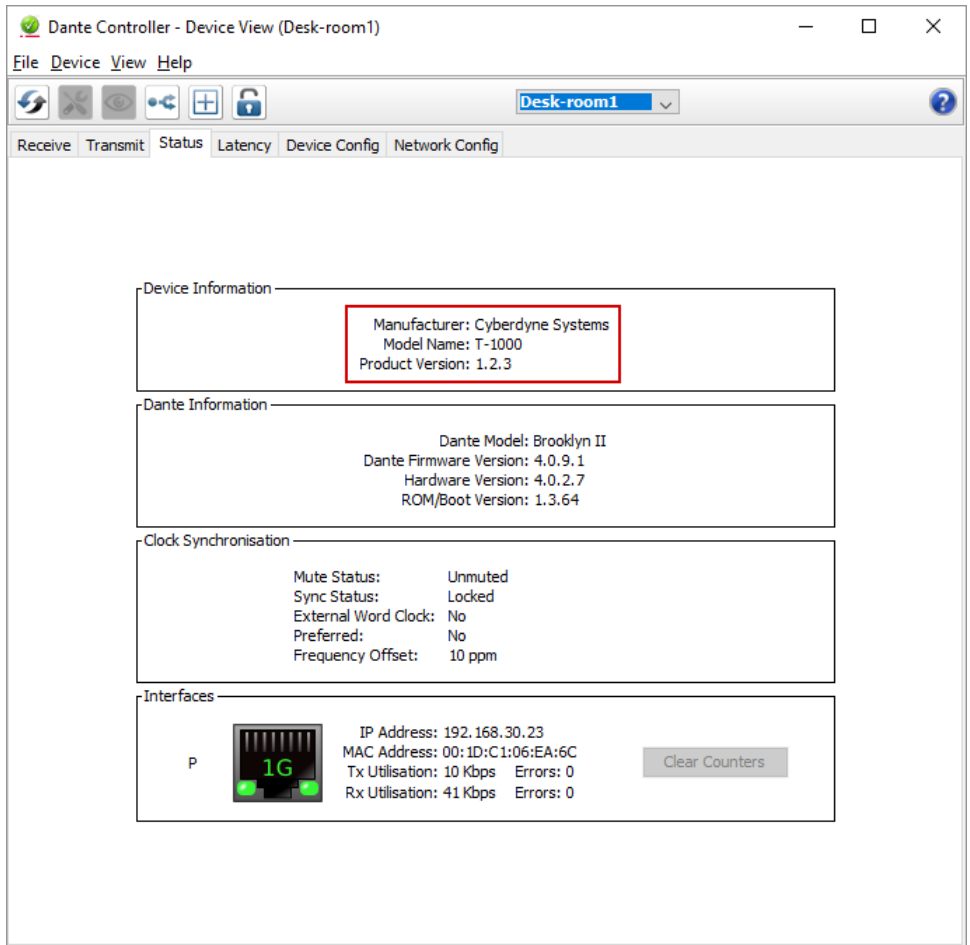 Dante Controller - Device View (Desk-room1)
File Device View Help
Desk-room1
?
Receive Transmit Status Latency Device Config Network Config
Device Information
Manufacturer: Cyberdyne Systems
Model Name: T-1000
Product Version: 1.2.3
Dante Information
Dante Model: Brooklyn II
Dante Firmware Version: 4.0.9.1
Hardware Version: 4.0.2.7
ROM/Boot Version: 1.3.64
Clock Synchronisation
Mute Status: Unmuted
Sync Status: Locked
External Word Clock: No
Preferred: No
Frequency Offset: 10 ppm
Interfaces
P
1G
IP Address: 192.168.30.23
MAC Address: 00:1D:C1:06:EA:6C
Tx Utilisation: 10 Kbps Errors: 0
Rx Utilisation: 41 Kbps Errors: 0
Clear Counters